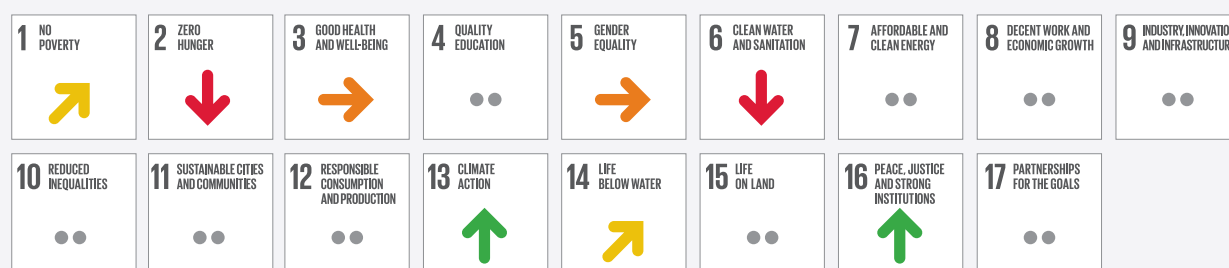 1 NO
POVERTY
2 ZERO
HUNGER
3 GOOD HEALTH
AND WELL-BEING
4 QUALITY
EDUCATION
5 GENDER
EQUALITY
6 CLEAN WATER
AND SANITATION
7 AFFORDABLE AND
CLEAN ENERGY
8 DECENT WORK AND
ECONOMIC GROWTH
9 INDUSTRY, INNOVATIO
AND INFRASTRUCTUR
10 REDUCED
INEQUALITIES
11 SUSTAINABLE CITIES
AND COMMUNITIES
12 RESPONSIBLE
CONSUMPTION
AND PRODUCTION
13 CLIMATE
ACTION
14 LIFE
BELOW WATER
15 LIFE
ON LAND
16 PEACE, JUSTICE
AND STRONG
INSTITUTIONS
17 PARTNERSHIPS
FOR THE GOALS